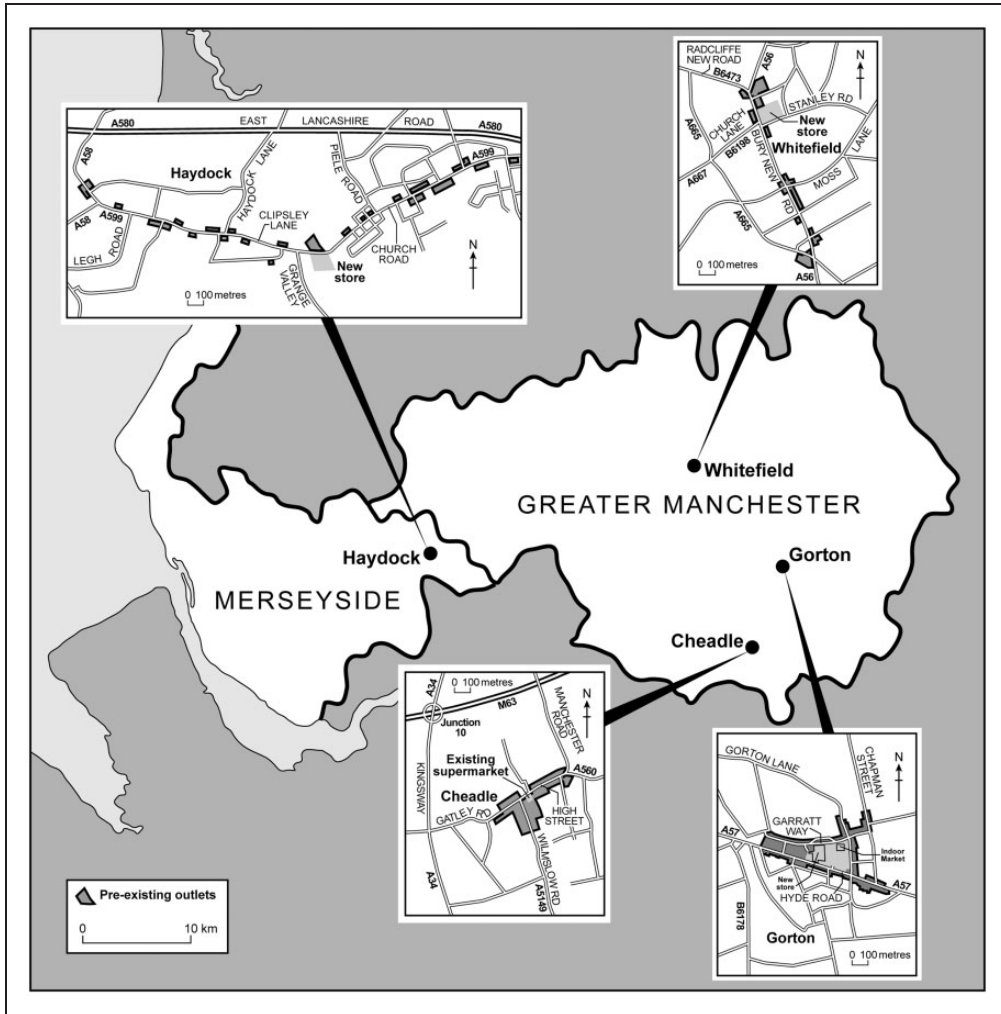 A580
EAST
LANCASHIRE
ROAD
A580
A58
Haydock
HAYDOCK LANE
PIELE ROAD
A599
A58
A599
LEGH
ROAD
CLIPSLEY
LANE
CHURCH
ROAD
New
store
GRANGE
VALLEY
N
0 100 metres
RADCLIFFE
NEW ROAD
A56
B6473
N
STANLEY RD
CHURCH
LANE
New
store
A665
B6198
Whitefield
LANE
A667
BURY NEW RD
MOSS
A665
0 100 metres
A56
Whitefield
GREATER MANCHESTER
Haydock
Gorton
MERSEYSIDE
Cheadle
A34
0 100 metres
M63
MANCHESTER
ROAD
N
Junction
10
Existing
supermarket
A560
KINGSWAY
Cheadle
HIGH
STREET
GATLEY RD
WILMSLOW RD
A34
A5149
GORTON LANE
CHAPMAN
STREET
N
GARRATT
WAY
A57
Indoor
Market
New
store
HYDE ROAD
A57
B6178
Gorton
0 100 metres
Pre-existing outlets
0 10 km